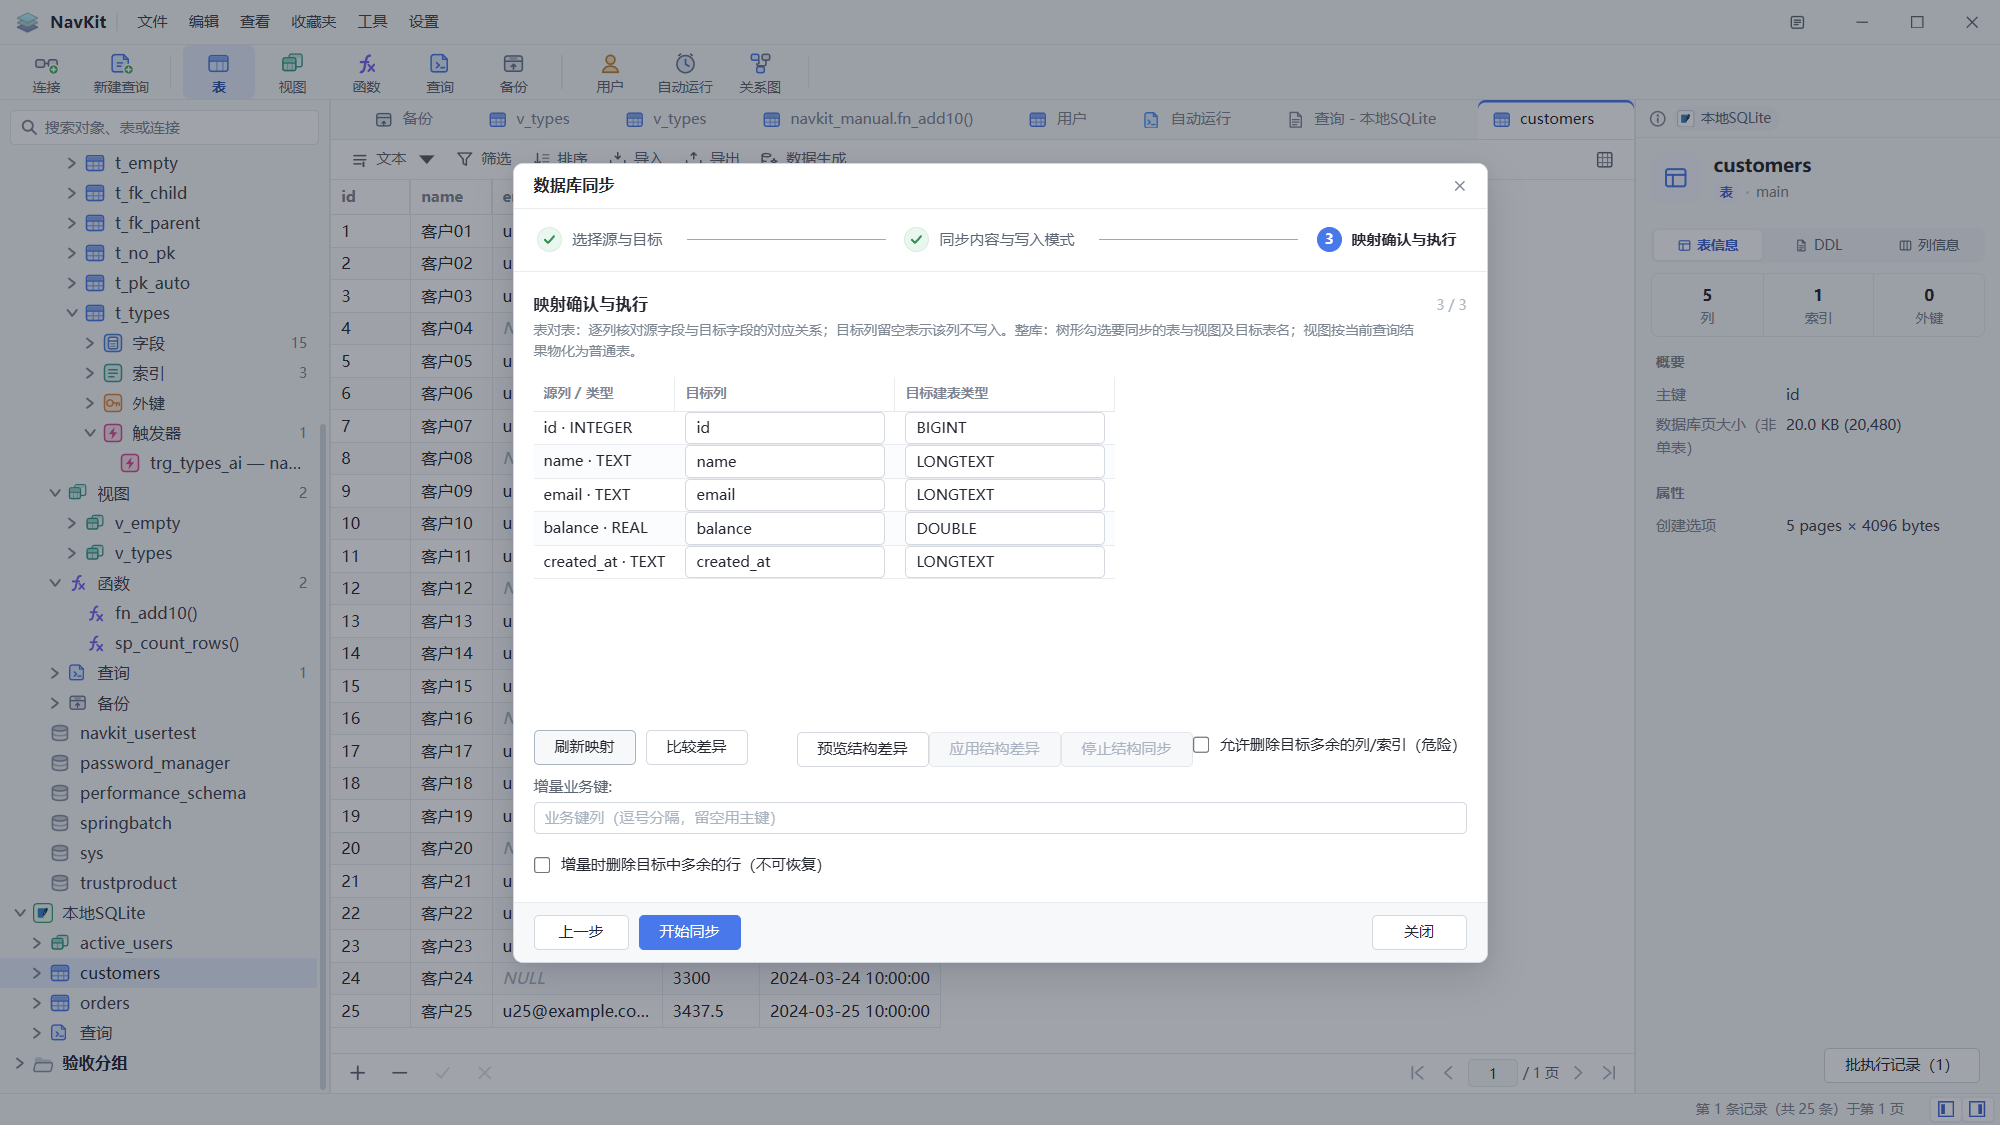 NavKit 文件 编辑 查看 收藏夹 工具 设置
连接 新建查询 表 视图 函数 查询 备份 用户 自动运行 关系图
搜索对象、表或连接
t_empty
t_fk_child
t_fk_parent
t_no_pk
t_pk_auto
t_types
字段 15
索引 3
外键
触发器 1
trg_types_ai — na...
视图 2
v_empty
v_types
函数 2
fn_add10()
sp_count_rows()
查询 1
备份
navkit_usertest
password_manager
performance_schema
springbatch
sys
trustproduct
本地SQLite
active_users
customers
orders
查询
验收分组
备份 v_types v_types navkit_manual.fn_add10() 用户 自动运行 查询 - 本地SQLite customers
文本 筛选 排序 导入 导出 数据生成
id name e
1 客户01 u
2 客户02 u
3 客户03 u
4 客户04 N
5 客户05 u
6 客户06 u
7 客户07 u
8 客户08 N
9 客户09 u
10 客户10 u
11 客户11 u
12 客户12 N
13 客户13 u
14 客户14 u
15 客户15 u
16 客户16 N
17 客户17 u
18 客户18 u
19 客户19 u
20 客户20 N
21 客户21 u
22 客户22 u
23 客户23 u
24 客户24 NULL 3300 2024-03-24 10:00:00
25 客户25 u25@example.co... 3437.5 2024-03-25 10:00:00
1 / 1 页
数据库同步
选择源与目标 同步内容与写入模式 3 映射确认与执行
映射确认与执行 3 / 3
表对表：逐列核对源字段与目标字段的对应关系；目标列留空表示该列不写入。整库：树形勾选要同步的表与视图及目标表名；视图按当前查询结
果物化为普通表。
源列 / 类型 目标列 目标建表类型
id · INTEGER id BIGINT
name · TEXT name LONGTEXT
email · TEXT email LONGTEXT
balance · REAL balance DOUBLE
created_at · TEXT created_at LONGTEXT
刷新映射 比较差异 预览结构差异 应用结构差异 停止结构同步 允许删除目标多余的列/索引（危险）
增量业务键:
业务键列（逗号分隔，留空用主键）
增量时删除目标中多余的行（不可恢复）
上一步 开始同步 关闭
本地SQLite
customers
表 · main
表信息 DDL 列信息
5 1 0
列 索引 外键
概要
主键 id
数据库页大小（非 20.0 KB (20,480)
单表）
属性
创建选项 5 pages × 4096 bytes
批执行记录（1）
第 1 条记录（共 25 条）于第 1 页